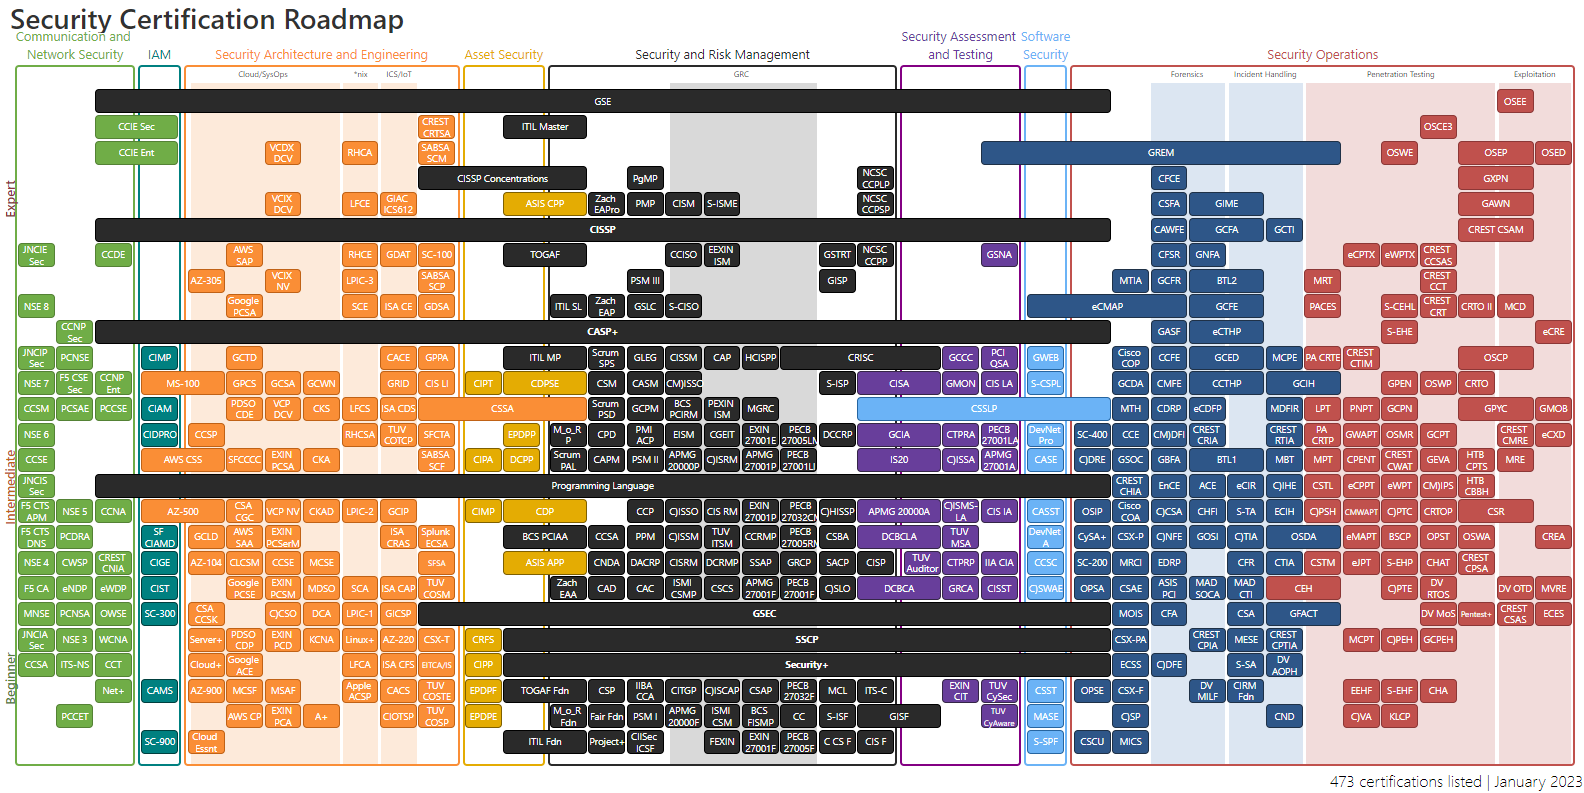 Security Certification Roadmap
Communication and
Network Security
IAM
Security Architecture and Engineering
Asset Security
Security and Risk Management
Security Assessment
and Testing
Software
Security
Security Operations
Cloud/SysOps
*nix
ICS/IoT
GRC
Forensics
Incident Handling
Penetration Testing
Exploitation
Expert
Intermediate
Beginner
GSE
OSEE
CCIE Sec
CREST
CRTSA
ITIL Master
OSCE3
CCIE Ent
VCDX
DCV
RHCA
SABSA
SCM
GREM
OSWE
OSEP
OSED
CISSP Concentrations
PgMP
NCSC
CCPLP
CFCE
GXPN
VCIX
DCV
LFCE
GIAC
ICS612
ASIS CPP
Zach
EAPro
PMP
CISM
S-ISME
NCSC
CCPSP
CSFA
GIME
GAWN
CISSP
CAWFE
GCFA
GCTI
CREST CSAM
JNCIE
Sec
CCDE
AWS
SAP
RHCE
GDAT
SC-100
TOGAF
CCISO
EEXIN
ISM
GSTRT
NCSC
CCPP
GSNA
CFSR
GNFA
eCPTX
eWPTX
CREST
CCSAS
AZ-305
VCIX
NV
LPIC-3
SABSA
SCP
PSM III
GISP
MTIA
GCFR
BTL2
MRT
CREST
CCT
NSE 8
Google
PCSA
SCE
ISA CE
GDSA
ITIL SL
Zach
EAP
GSLC
S-CISO
eCMAP
GCFE
PACES
S-CEHL
CREST
CRT
CRTO II
MCD
CCNP
Sec
CASP+
GASF
eCTHP
S-EHE
eCRE
JNCIP
Sec
PCNSE
CIMP
GCTD
CACE
GPPA
ITIL MP
Scrum
SPS
GLEG
CISSM
CAP
HCISPP
CRISC
GCCC
PCI
QSA
GWEB
Cisco
COP
CCFE
GCED
MCPE
PA CRTE
CREST
CTIM
OSCP
NSE 7
F5 CSE
Sec
CCNP
Ent
MS-100
GPCS
GCSA
GCWN
GRID
CIS LI
CIPT
CDPSE
CSM
CASM
CM)ISSO
S-ISP
CISA
GMON
CIS LA
S-CSPL
GCDA
CMFE
CCTHP
GCIH
GPEN
OSWP
CRTO
CCSM
PCSAE
PCCSE
CIAM
PDSO
CDE
VCP
DCV
CKS
LFCS
ISA CDS
CSSA
Scrum
PSD
GCPM
BCS
PCIRM
PEXIN
ISM
MGRC
CSSLP
MTH
CDRP
eCDFP
MDFIR
LPT
PNPT
GCPN
GPYC
GMOB
NSE 6
CIDPRO
CCSP
RHCSA
TUV
COTCP
SFCTA
EPDPP
M_o_R
P
CPD
PMI
ACP
EISM
CGEIT
EXIN
27001E
PECB
27005LM
DCCRP
GCIA
CTPRA
PECB
27001LA
DevNet
Pro
SC-400
CCE
CM)DFI
CREST
CRIA
CREST
RTIA
PA
CRTP
GWAPT
OSMR
GCPT
CREST
CMRE
eCXD
CCSE
AWS CSS
SFCCCC
EXIN
PCSA
CKA
SABSA
SCF
CIPA
DCPP
Scrum
PAL
CAPM
PSM II
APMG
20000P
CJISRM
APMG
27001P
PECB
27001LI
IS20
CJISSA
APMG
27001A
CASE
CJDRE
GSOC
GBFA
BTL1
MBT
MPT
CPENT
CREST
CWAT
GEVA
HTB
CPTS
MRE
JNCIS
Sec
Programming Language
CREST
CHIA
EnCE
ACE
eCIR
CJIHE
CSTL
eCPPT
eWPT
CM)IPS
HTB
CBBH
F5 CTS
APM
NSE 5
CCNA
AZ-500
CSA
CGC
VCP NV
CKAD
LPIC-2
GCIP
CIMP
CDP
CCP
CJISSO
CIS RM
EXIN
27001P
PECB
27032CM
CJHISSP
APMG 20000A
CJISMS-
LA
CIS IA
CASST
OSIP
Cisco
COA
CJCSA
CHFI
S-TA
ECIH
CJPSH
CMWAPT
CJPTC
CRTOP
CSR
F5 CTS
DNS
PCDRA
SF
CIAMD
GCLD
AWS
SAA
EXIN
PCSerM
ISA
CRAS
Splunk
ECSA
BCS PCIAA
CCSA
PPM
CJISSM
TUV
ITSM
CCRMP
PECB
27005RM
CSBA
DCBCLA
TUV
MSA
DevNet
A
CySA+
CSX-P
CJNFE
GOSI
CJTIA
OSDA
eMAPT
BSCP
OPST
OSWA
CREA
NSE 4
CWSP
CREST
CNIA
CIGE
AZ-104
CLCSM
CCSE
MCSE
SFSA
ASIS APP
CNDA
DACRP
CISRM
DCRMP
SSAP
GRCP
SACP
CISP
TUV
Auditor
CTPRP
IIA CIA
CCSC
SC-200
MRCI
EDRP
CFR
CTIA
CSTM
eJPT
S-EHP
CHAT
CREST
CPSA
F5 CA
eNDP
eWDP
CIST
Google
PCSE
EXIN
PCSM
MDSO
SCA
ISA CAP
TUV
COSM
Zach
EAA
CAD
CAC
ISMI
CSMP
CSCS
APMG
27001F
PECB
27001F
CJSLO
DCBCA
GRCA
CISST
CJSWAE
OPSA
CSAE
ASIS
PCI
MAD
SOCA
MAD
CTI
CEH
CJPTE
DV
RTOS
DV OTD
MVRE
MNSE
PCNSA
OWSE
SC-300
CSA
CCSK
CJCSO
DCA
LPIC-1
GICSP
GSEC
MOIS
CFH
CSA
GFACT
DV MoS
Pentest+
CREST
CSAS
ECES
JNCIA
Sec
NSE 3
WCNA
Server+
PDSO
CDP
EXIN
PCD
KCNA
Linux+
AZ-220
CSX-T
CRFS
SSCP
CSX-PA
CREST
CPIA
MESE
CREST
CPTIA
MCPT
CJPEH
GCPEH
CCSA
ITS-NS
CCT
Cloud+
Google
ACE
LFCA
ISA CFS
BITCA/IS
CIPP
Security+
ECSS
CJDFE
S-SA
DV
AOPH
Net+
CAMS
AZ-900
MCSF
MSAF
Apple
ACSP
CACS
TUV
COSTE
EPDPF
TOGAF Fdn
CSP
IIBA
CCA
CITGP
CJISCAP
CSAP
PECB
27032F
MCL
ITS-C
EXIN
CIT
TUV
CySec
CSST
OPSE
CSX-F
DV
MILF
CIRM
Fdn
EEHF
S-EHF
CHA
PCCET
AWS CP
EXIN
PCA
A+
CIOTSP
TUV
COSP
EPDPE
M_o_R
Fdn
Fair Fdn
PSM I
APMG
20000F
ISMI
CSM
BCS
FISMP
CC
S-ISF
GISF
TUV
CyAware
MASE
CJSP
CND
CJVA
KLCP
SC-900
Cloud
Essnt
ITIL Fdn
Project+
CIISec
ICSF
FEXIN
EXIN
27001F
PECB
27005F
C CS F
CIS F
S-SPF
CSCU
MICS
473 certifications listed | January 2023